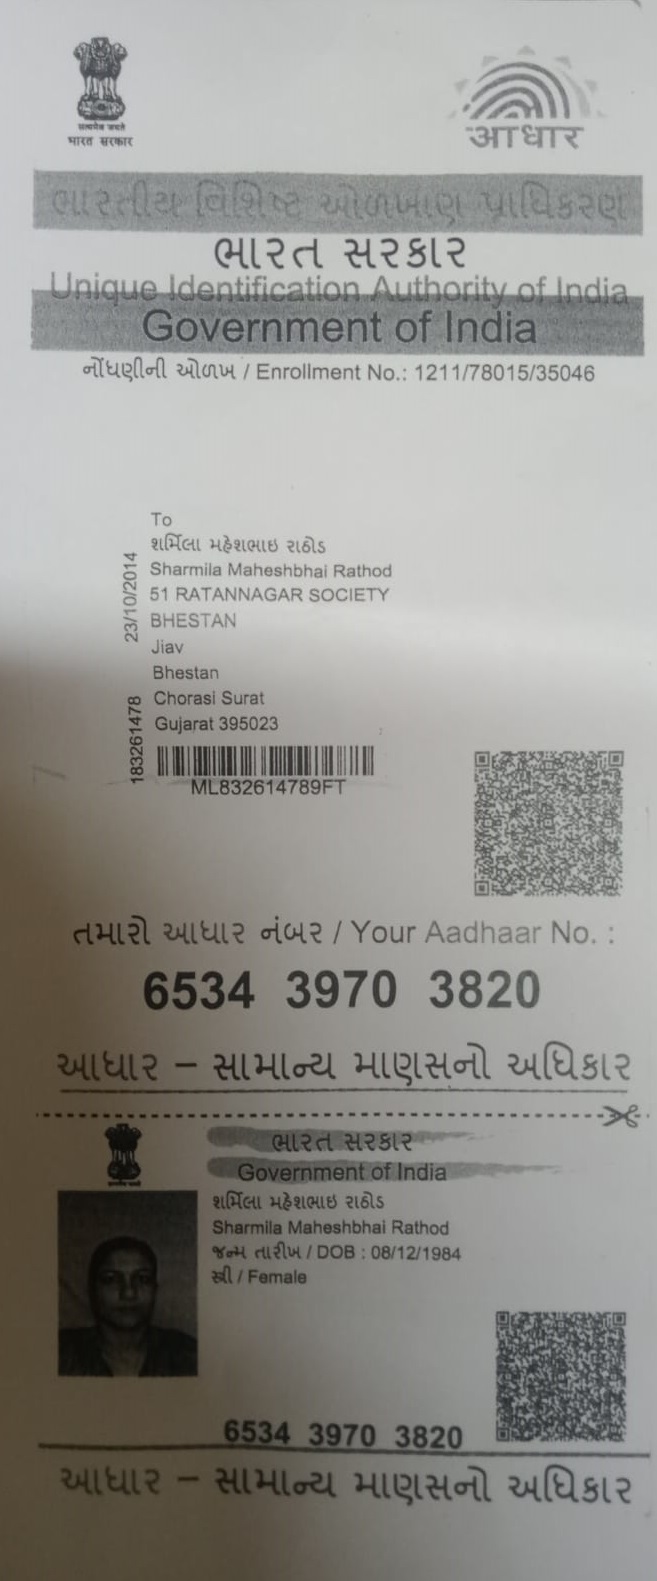 सत्यमेव जयते
भारत सरकार
आधार
ભારતીય વિશિષ્ટ ઓળખાણ પ્રાધિકરણ
ભારત સરકાર
Unique Identification Authority of India
Government of India
નોંધણીની ઓળખ / Enrollment No.: 1211/78015/35046
To
શર્મિલા મહેશભાઇ રાઠોડ
Sharmila Maheshbhai Rathod
51 RATANNAGAR SOCIETY
BHESTAN
Jiav
Bhestan
Chorasi Surat
Gujarat 395023
23/10/2014
183261478
ML832614789FT
તમારો આધાર નંબર / Your Aadhaar No. :
6534 3970 3820
આધાર – સામાન્ય માણસનો અધિકાર
ભારત સરકાર
Government of India
શર્મિલા મહેશભાઇ રાઠોડ
Sharmila Maheshbhai Rathod
જન્મ તારીખ / DOB : 08/12/1984
સ્ત્રી / Female
6534 3970 3820
આધાર – સામાન્ય માણસનો અધિકાર